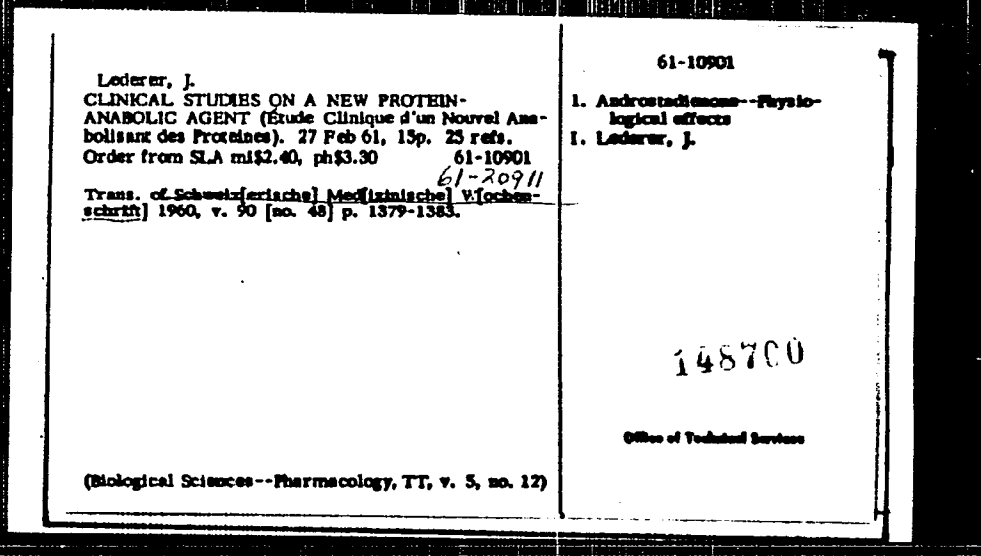 Lederer, J.
CLINICAL STUDIES ON A NEW PROTEIN-
ANABOLIC AGENT (Étude Clinique d'un Nouvel Ana-
bolisant des Proteines). 27 Feb 61, 15p. 25 refs.
Order from SLA mi$2.40, ph$3.30 61-10901
61-20911
Trans. of Schweiz[erische] Med[izinische] W[ochen-
schrift] 1960, v. 90 [no. 48] p. 1379-1383.
(Biological Sciences--Pharmacology, TT, v. 5, no. 12)
61-10901
1. Androstadienone--Physio-
logical effects
I. Lederer, J.
148700
Office of Technical Services